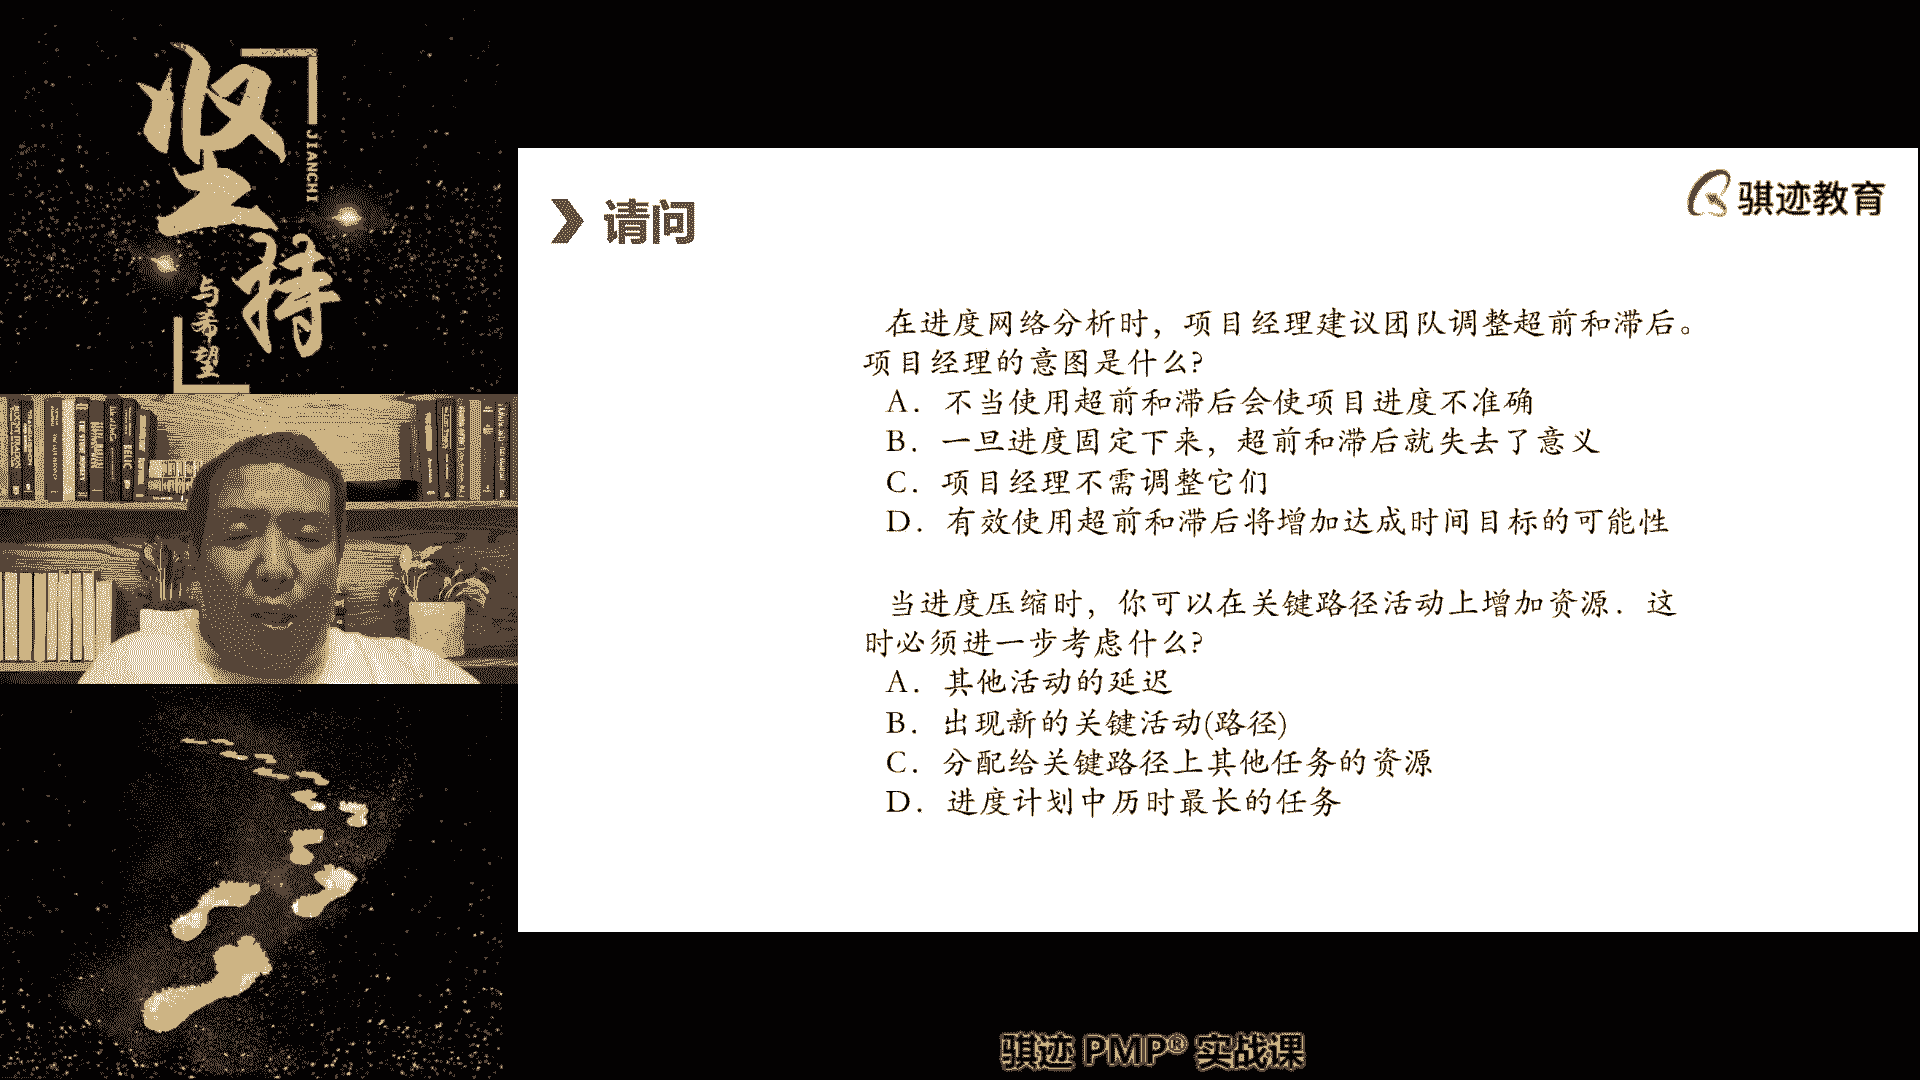 坚持
JIANCHI
与希望
骐迹教育
请问
在进度网络分析时，项目经理建议团队调整超前和滞后。
项目经理的意图是什么?
A．不当使用超前和滞后会使项目进度不准确
B．一旦进度固定下来，超前和滞后就失去了意义
C．项目经理不需调整它们
D．有效使用超前和滞后将增加达成时间目标的可能性
当进度压缩时，你可以在关键路径活动上增加资源．这
时必须进一步考虑什么?
A．其他活动的延迟
B．出现新的关键活动(路径)
C．分配给关键路径上其他任务的资源
D．进度计划中历时最长的任务
骐迹 PMP® 实战课